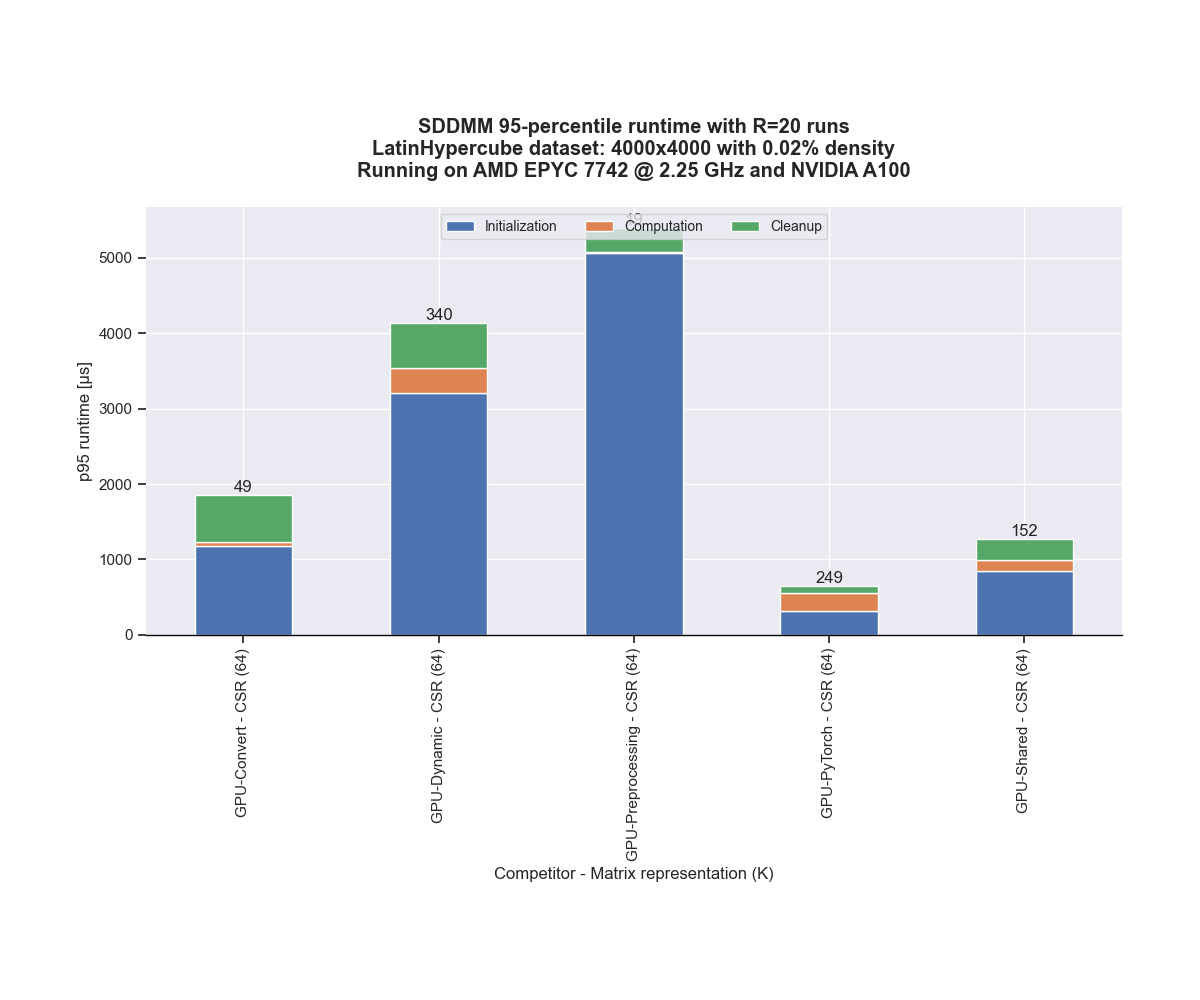 SDDMM 95-percentile runtime with R=20 runs
LatinHypercube dataset: 4000x4000 with 0.02% density
Running on AMD EPYC 7742 @ 2.25 GHz and NVIDIA A100
Initialization
Computation
Cleanup
5000
4000
3000
2000
1000
0
p95 runtime [μs]
49
340
249
152
GPU-Convert - CSR (64)
GPU-Dynamic - CSR (64)
GPU-Preprocessing - CSR (64)
GPU-PyTorch - CSR (64)
GPU-Shared - CSR (64)
Competitor - Matrix representation (K)